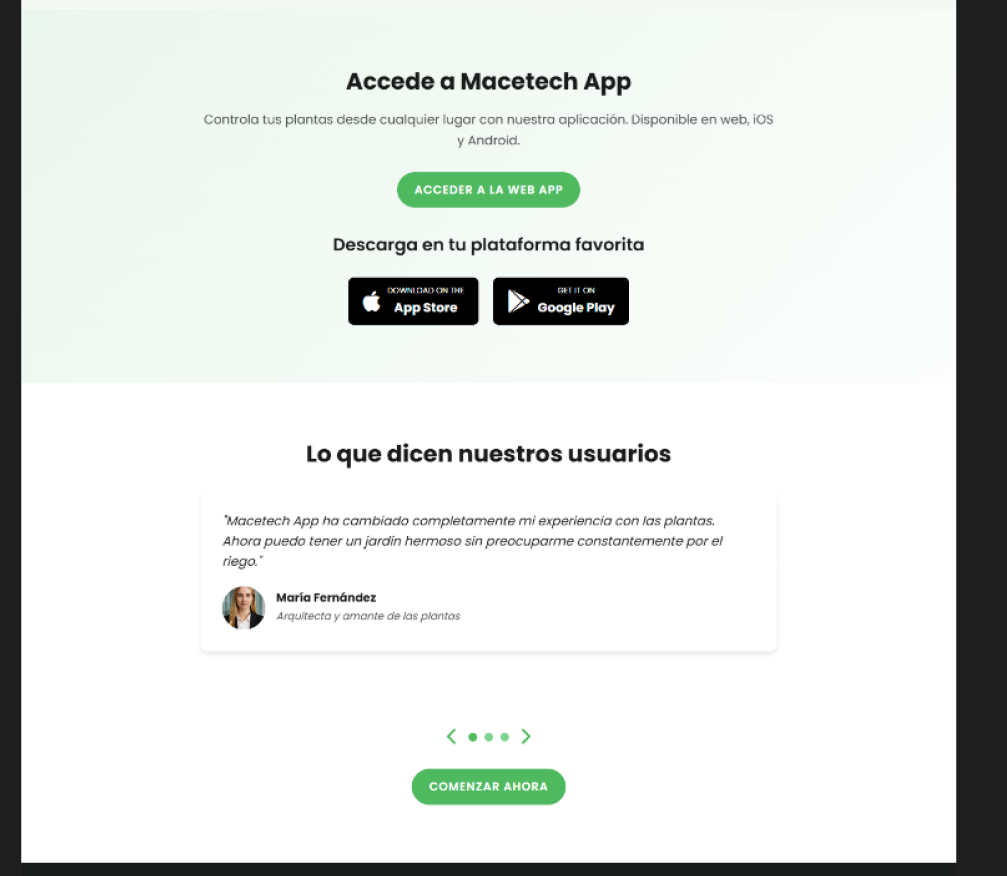 Accede a Macetech App
Controla tus plantas desde cualquier lugar con nuestra aplicación. Disponible en web, iOS
y Android.
ACCEDER A LA WEB APP
Descarga en tu plataforma favorita
DOWNLOAD ON THE
App Store
GET IT ON
Google Play
Lo que dicen nuestros usuarios
"Macetech App ha cambiado completamente mi experiencia con las plantas.
Ahora puedo tener un jardín hermoso sin preocuparme constantemente por el
riego."
María Fernández
Arquitecta y amante de las plantas
COMENZAR AHORA